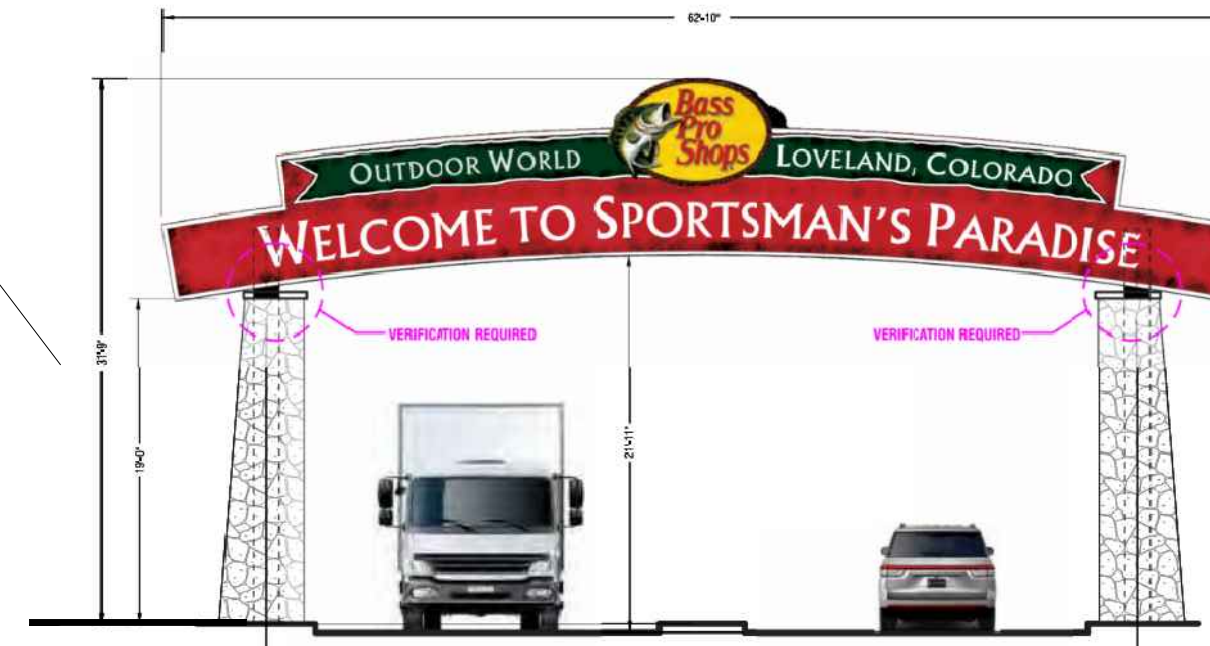 62'-10"
Bass
Pro
Shops
OUTDOOR WORLD
LOVELAND, COLORADO
WELCOME TO SPORTSMAN'S PARADISE
VERIFICATION REQUIRED
VERIFICATION REQUIRED
31'-9"
19'-0"
21'-11"